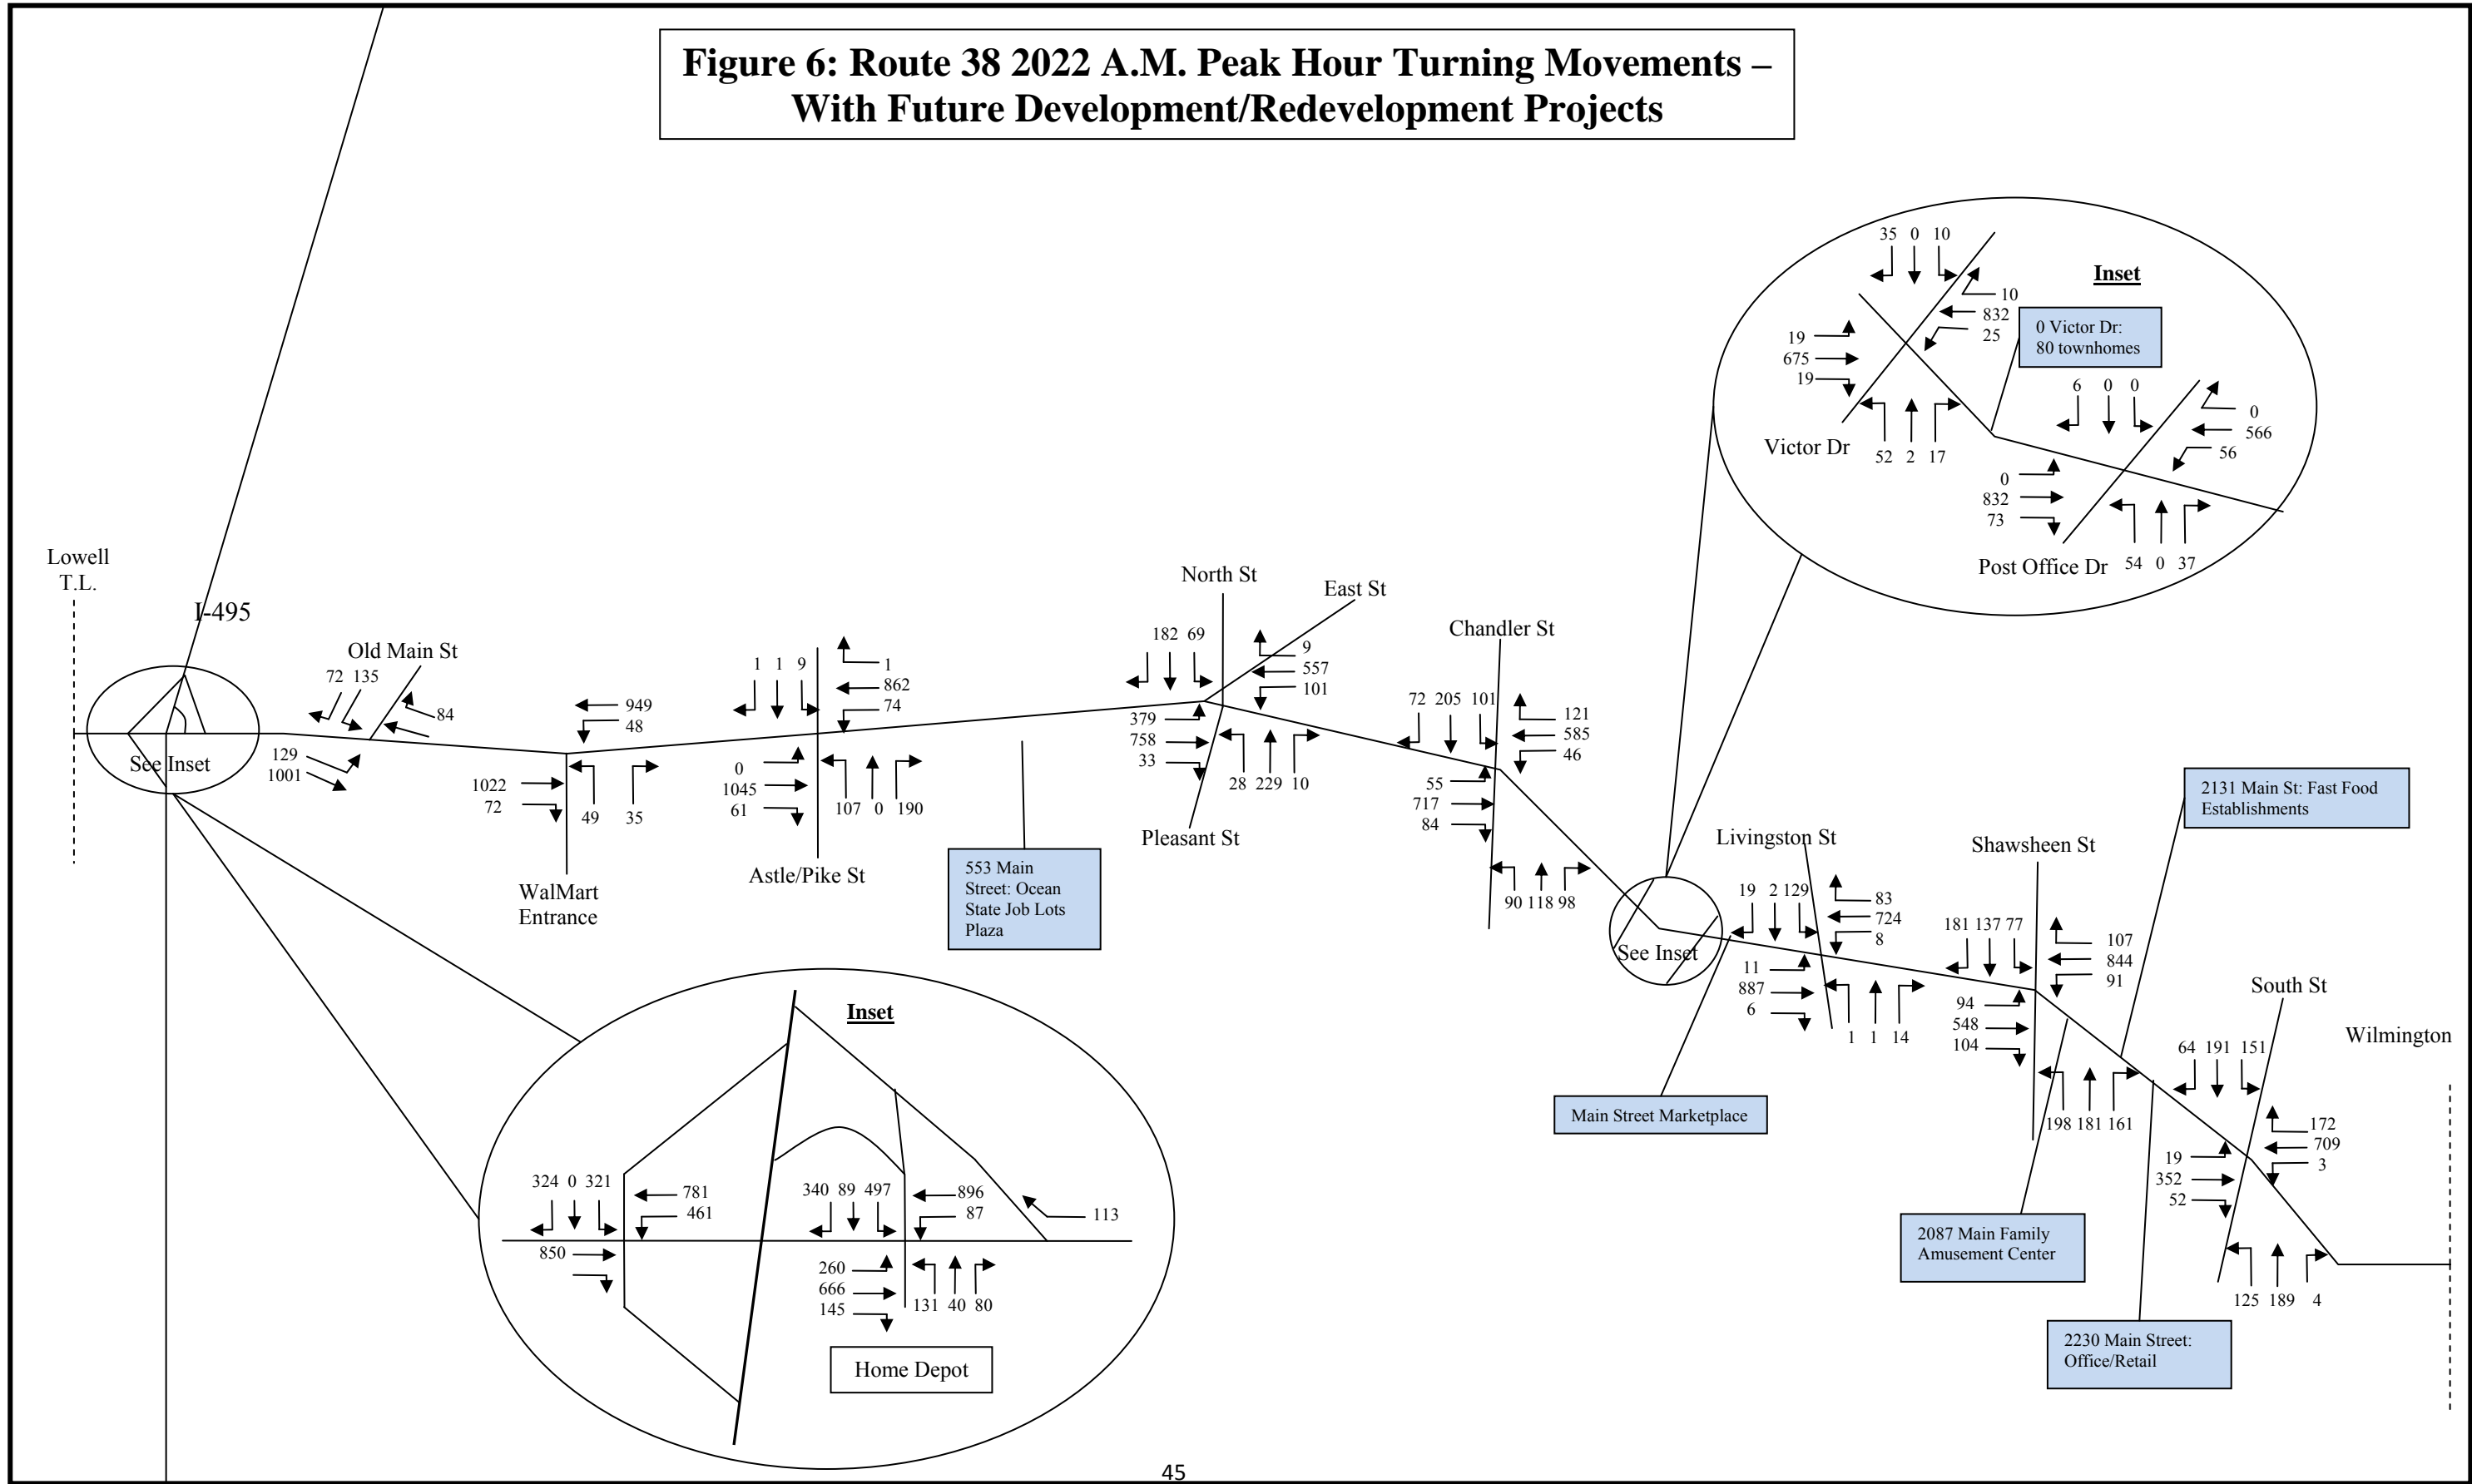 Figure 6: Route 38 2022 A.M. Peak Hour Turning Movements –
With Future Development/Redevelopment Projects
Inset
35 0 10
10
832
25
19
675
19
52 2 17
Victor Dr
0 Victor Dr:
80 townhomes
6 0 0
0
566
56
0
832
73
54 0 37
Post Office Dr
Lowell
T.L.
I-495
See Inset
Old Main St
72 135
84
129
1001
949
48
1022
72
49 35
WalMart
Entrance
1 1 9
1
862
74
0
1045
61
107 0 190
Astle/Pike St
553 Main
Street: Ocean
State Job Lots
Plaza
North St
East St
182 69
9
557
101
379
758
33
28 229 10
Pleasant St
Chandler St
72 205 101
121
585
46
55
717
84
90 118 98
See Inset
Main Street Marketplace
Livingston St
19 2 129
83
724
8
11
887
6
1 1 14
Shawsheen St
181 137 77
107
844
91
94
548
104
198 181 161
2131 Main St: Fast Food
Establishments
2087 Main Family
Amusement Center
2230 Main Street:
Office/Retail
South St
64 191 151
172
709
3
19
352
52
125 189 4
Wilmington
Inset
324 0 321
781
461
850
340 89 497
896
87
113
260
666
145
131 40 80
Home Depot
45